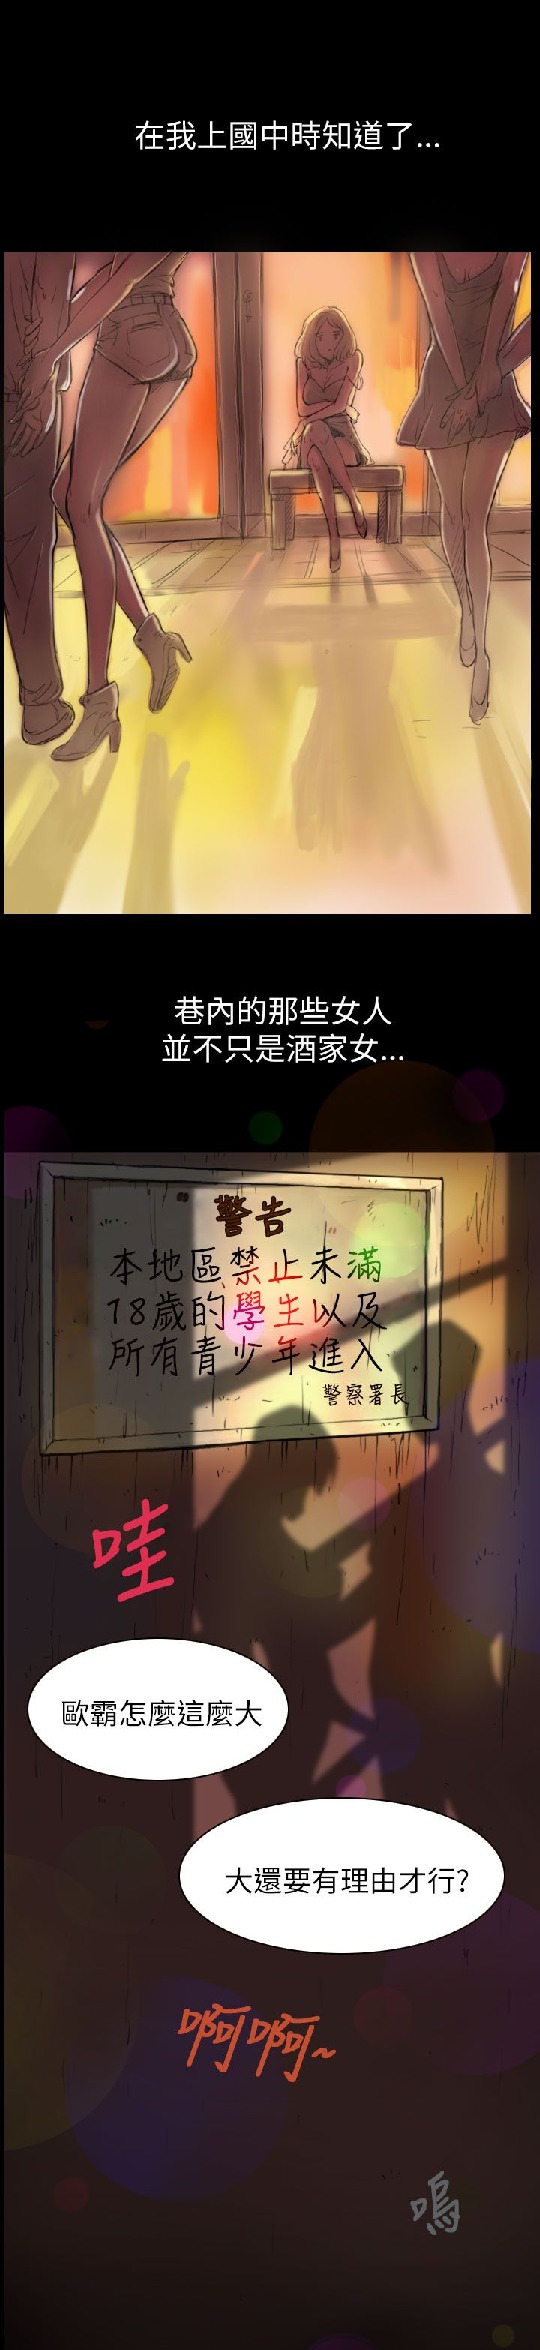 在我上國中時知道了...
巷內的那些女人
並不只是酒家女...
警告
本地區禁止未滿
18歲的學生以及
所有青少年進入
警察署長
哇
歐霸怎麼這麼大
大還要有理由才行?
啊啊~
嗚